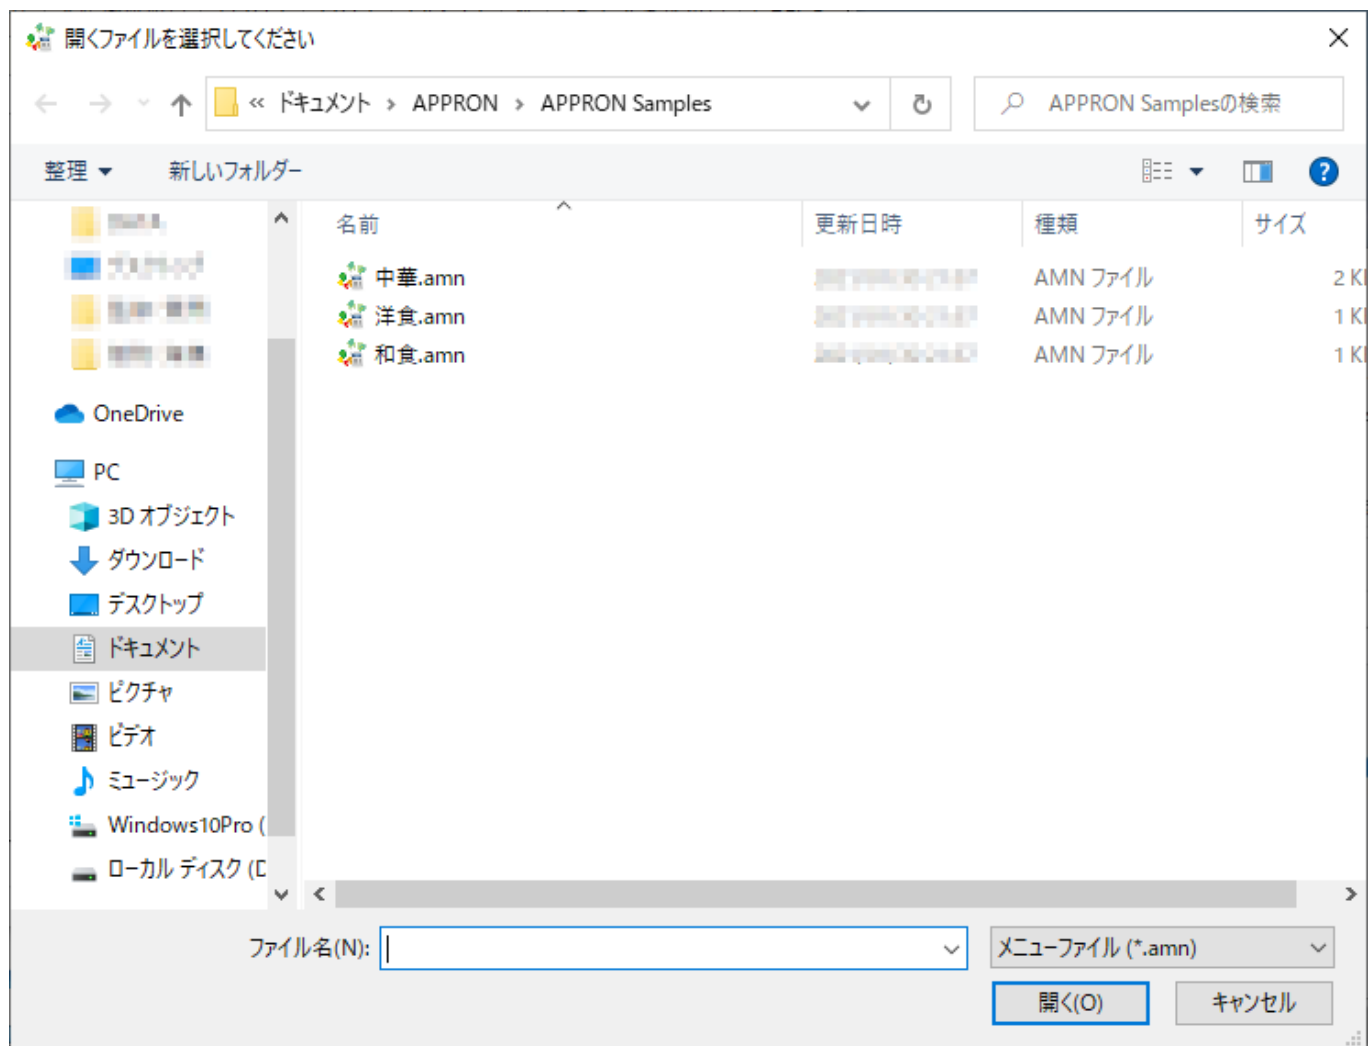 開くファイルを選択してください
« ドキュメント › APPRON › APPRON Samples
APPRON Samplesの検索
整理
新しいフォルダー
名前 更新日時 種類 サイズ
中華.amn AMN ファイル 2 K
洋食.amn AMN ファイル 1 K
和食.amn AMN ファイル 1 K
OneDrive
PC
3D オブジェクト
ダウンロード
デスクトップ
ドキュメント
ピクチャ
ビデオ
ミュージック
Windows10Pro (
ローカル ディスク (D
ファイル名(N):
メニューファイル (*.amn)
開く(O)
キャンセル